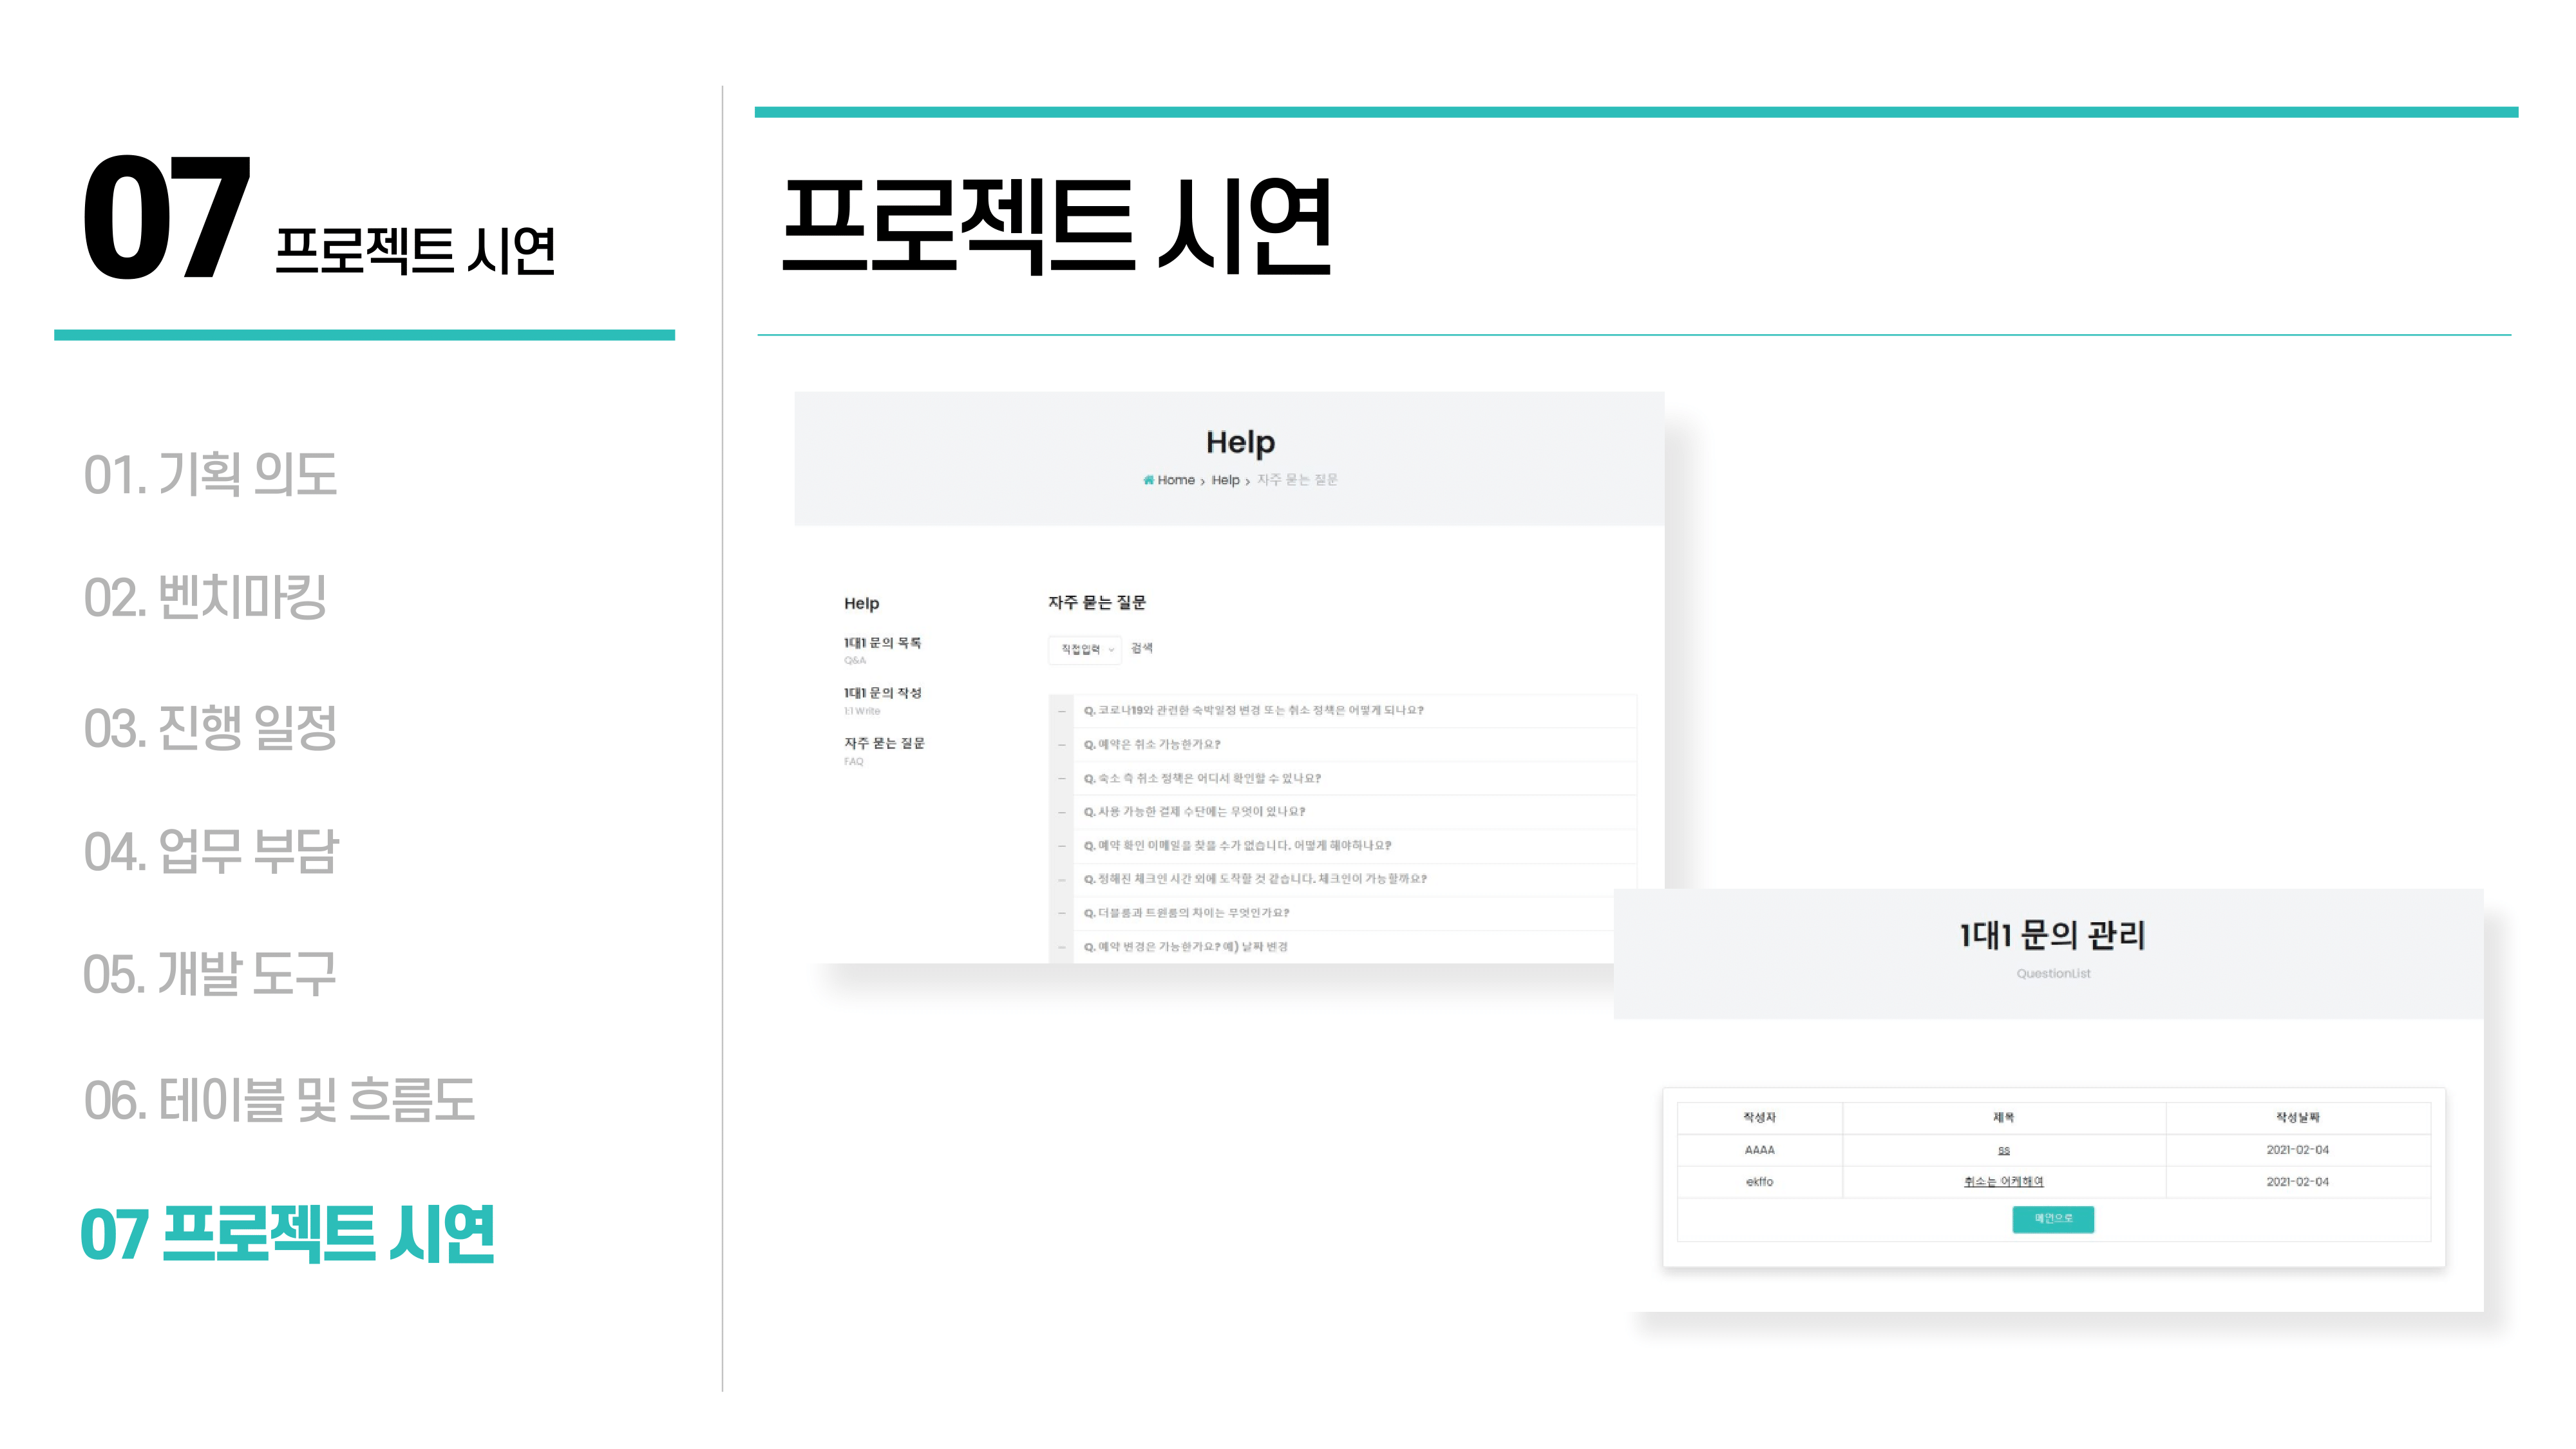 07 프로젝트 시연
01. 기획 의도
02. 벤치마킹
03. 진행 일정
04. 업무 부담
05. 개발 도구
06. 테이블 및 흐름도
07 프로젝트 시연
프로젝트 시연
Help
Home › Help › 자주 묻는 질문
Help
1대1 문의 목록
Q&A
1대1 문의 작성
1:1 Write
자주 묻는 질문
FAQ
자주 묻는 질문
직접입력 검색
Q. 코로나19와 관련한 숙박일정 변경 또는 취소 정책은 어떻게 되나요?
Q. 예약은 취소 가능한가요?
Q. 숙소 측 취소 정책은 어디서 확인할 수 있나요?
Q. 사용 가능한 결제 수단에는 무엇이 있나요?
Q. 예약 확인 이메일을 찾을 수가 없습니다. 어떻게 해야하나요?
Q. 정해진 체크인 시간 외에 도착할 것 같습니다. 체크인이 가능할까요?
Q. 더블룸과 트윈룸의 차이는 무엇인가요?
Q. 예약 변경은 가능한가요? 예) 날짜 변경
1대1 문의 관리
QuestionList
작성자 제목 작성날짜
AAAA ss 2021-02-04
ekffo 취소는 어케해여 2021-02-04
메인으로